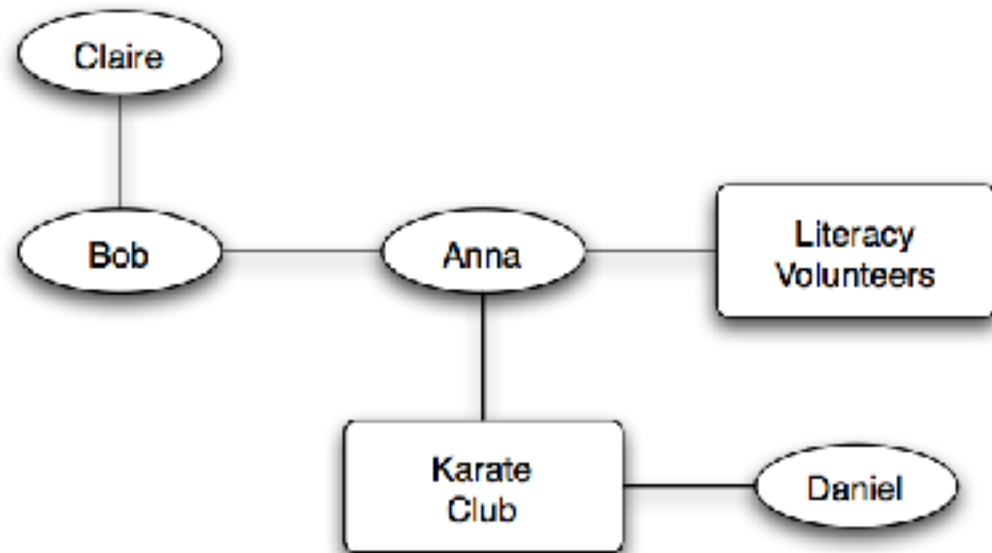 Claire
Bob
Anna
Literacy
Volunteers
Karate
Club
Daniel